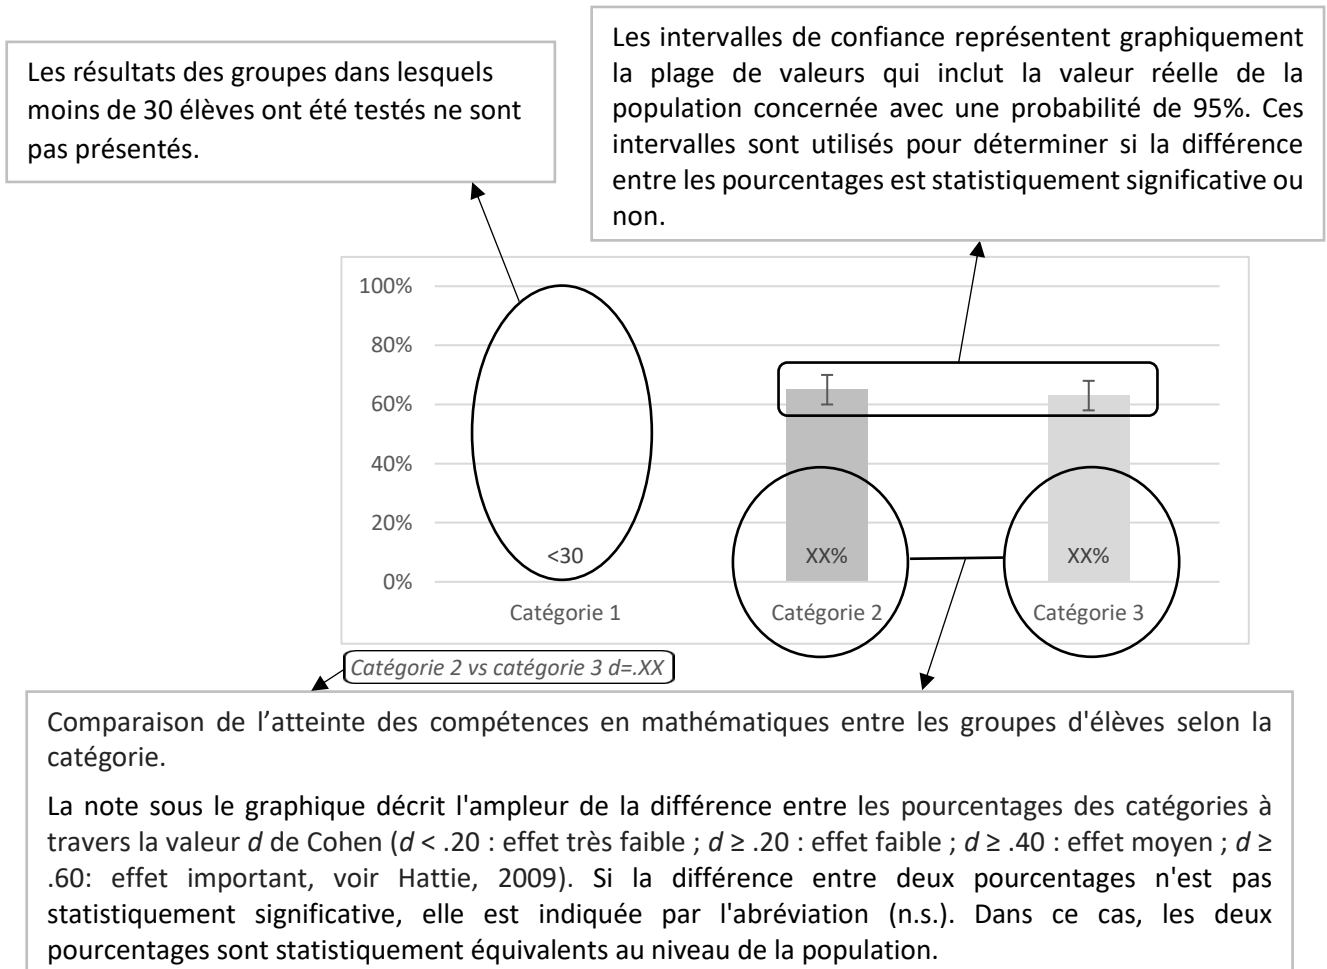 Les résultats des groupes dans lesquels
moins de 30 élèves ont été testés ne sont
pas présentés.
Les intervalles de confiance représentent graphiquement
la plage de valeurs qui inclut la valeur réelle de la
population concernée avec une probabilité de 95%. Ces
intervalles sont utilisés pour déterminer si la différence
entre les pourcentages est statistiquement significative ou
non.
100%
80%
60%
40%
20%
0%
<30
XX%
XX%
Catégorie 1
Catégorie 2
Catégorie 3
Catégorie 2 vs catégorie 3 d=.XX
Comparaison de l’atteinte des compétences en mathématiques entre les groupes d'élèves selon la
catégorie.
La note sous le graphique décrit l'ampleur de la différence entre les pourcentages des catégories à
travers la valeur d de Cohen (d < .20 : effet très faible ; d ≥ .20 : effet faible ; d ≥ .40 : effet moyen ; d ≥
.60: effet important, voir Hattie, 2009). Si la différence entre deux pourcentages n'est pas
statistiquement significative, elle est indiquée par l'abréviation (n.s.). Dans ce cas, les deux
pourcentages sont statistiquement équivalents au niveau de la population.